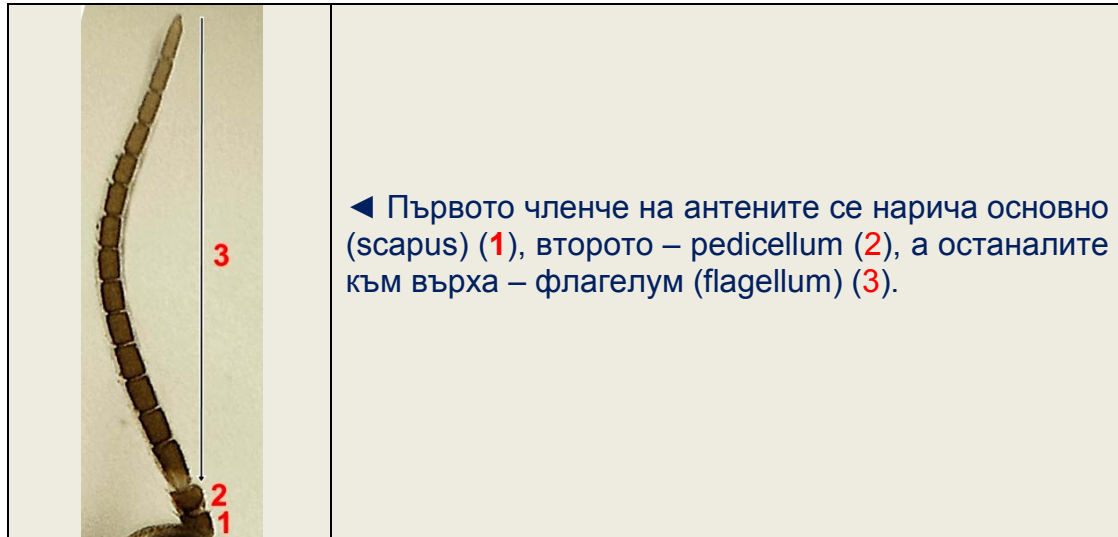 3
2
1
◄ Първото членче на антените се нарича основно
(scapus) (1), второто – pedicellum (2), а останалите
към върха – флагелум (flagellum) (3).